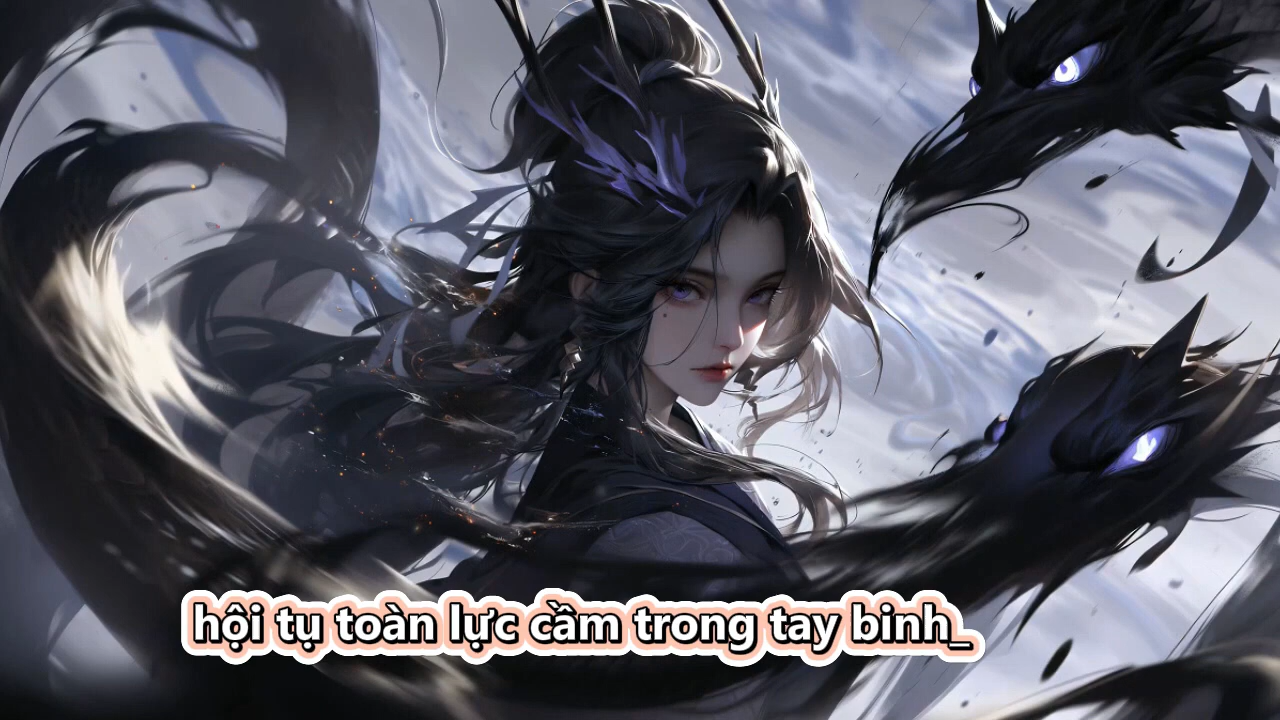 hội tụ toàn lực cầm trong tay binh_